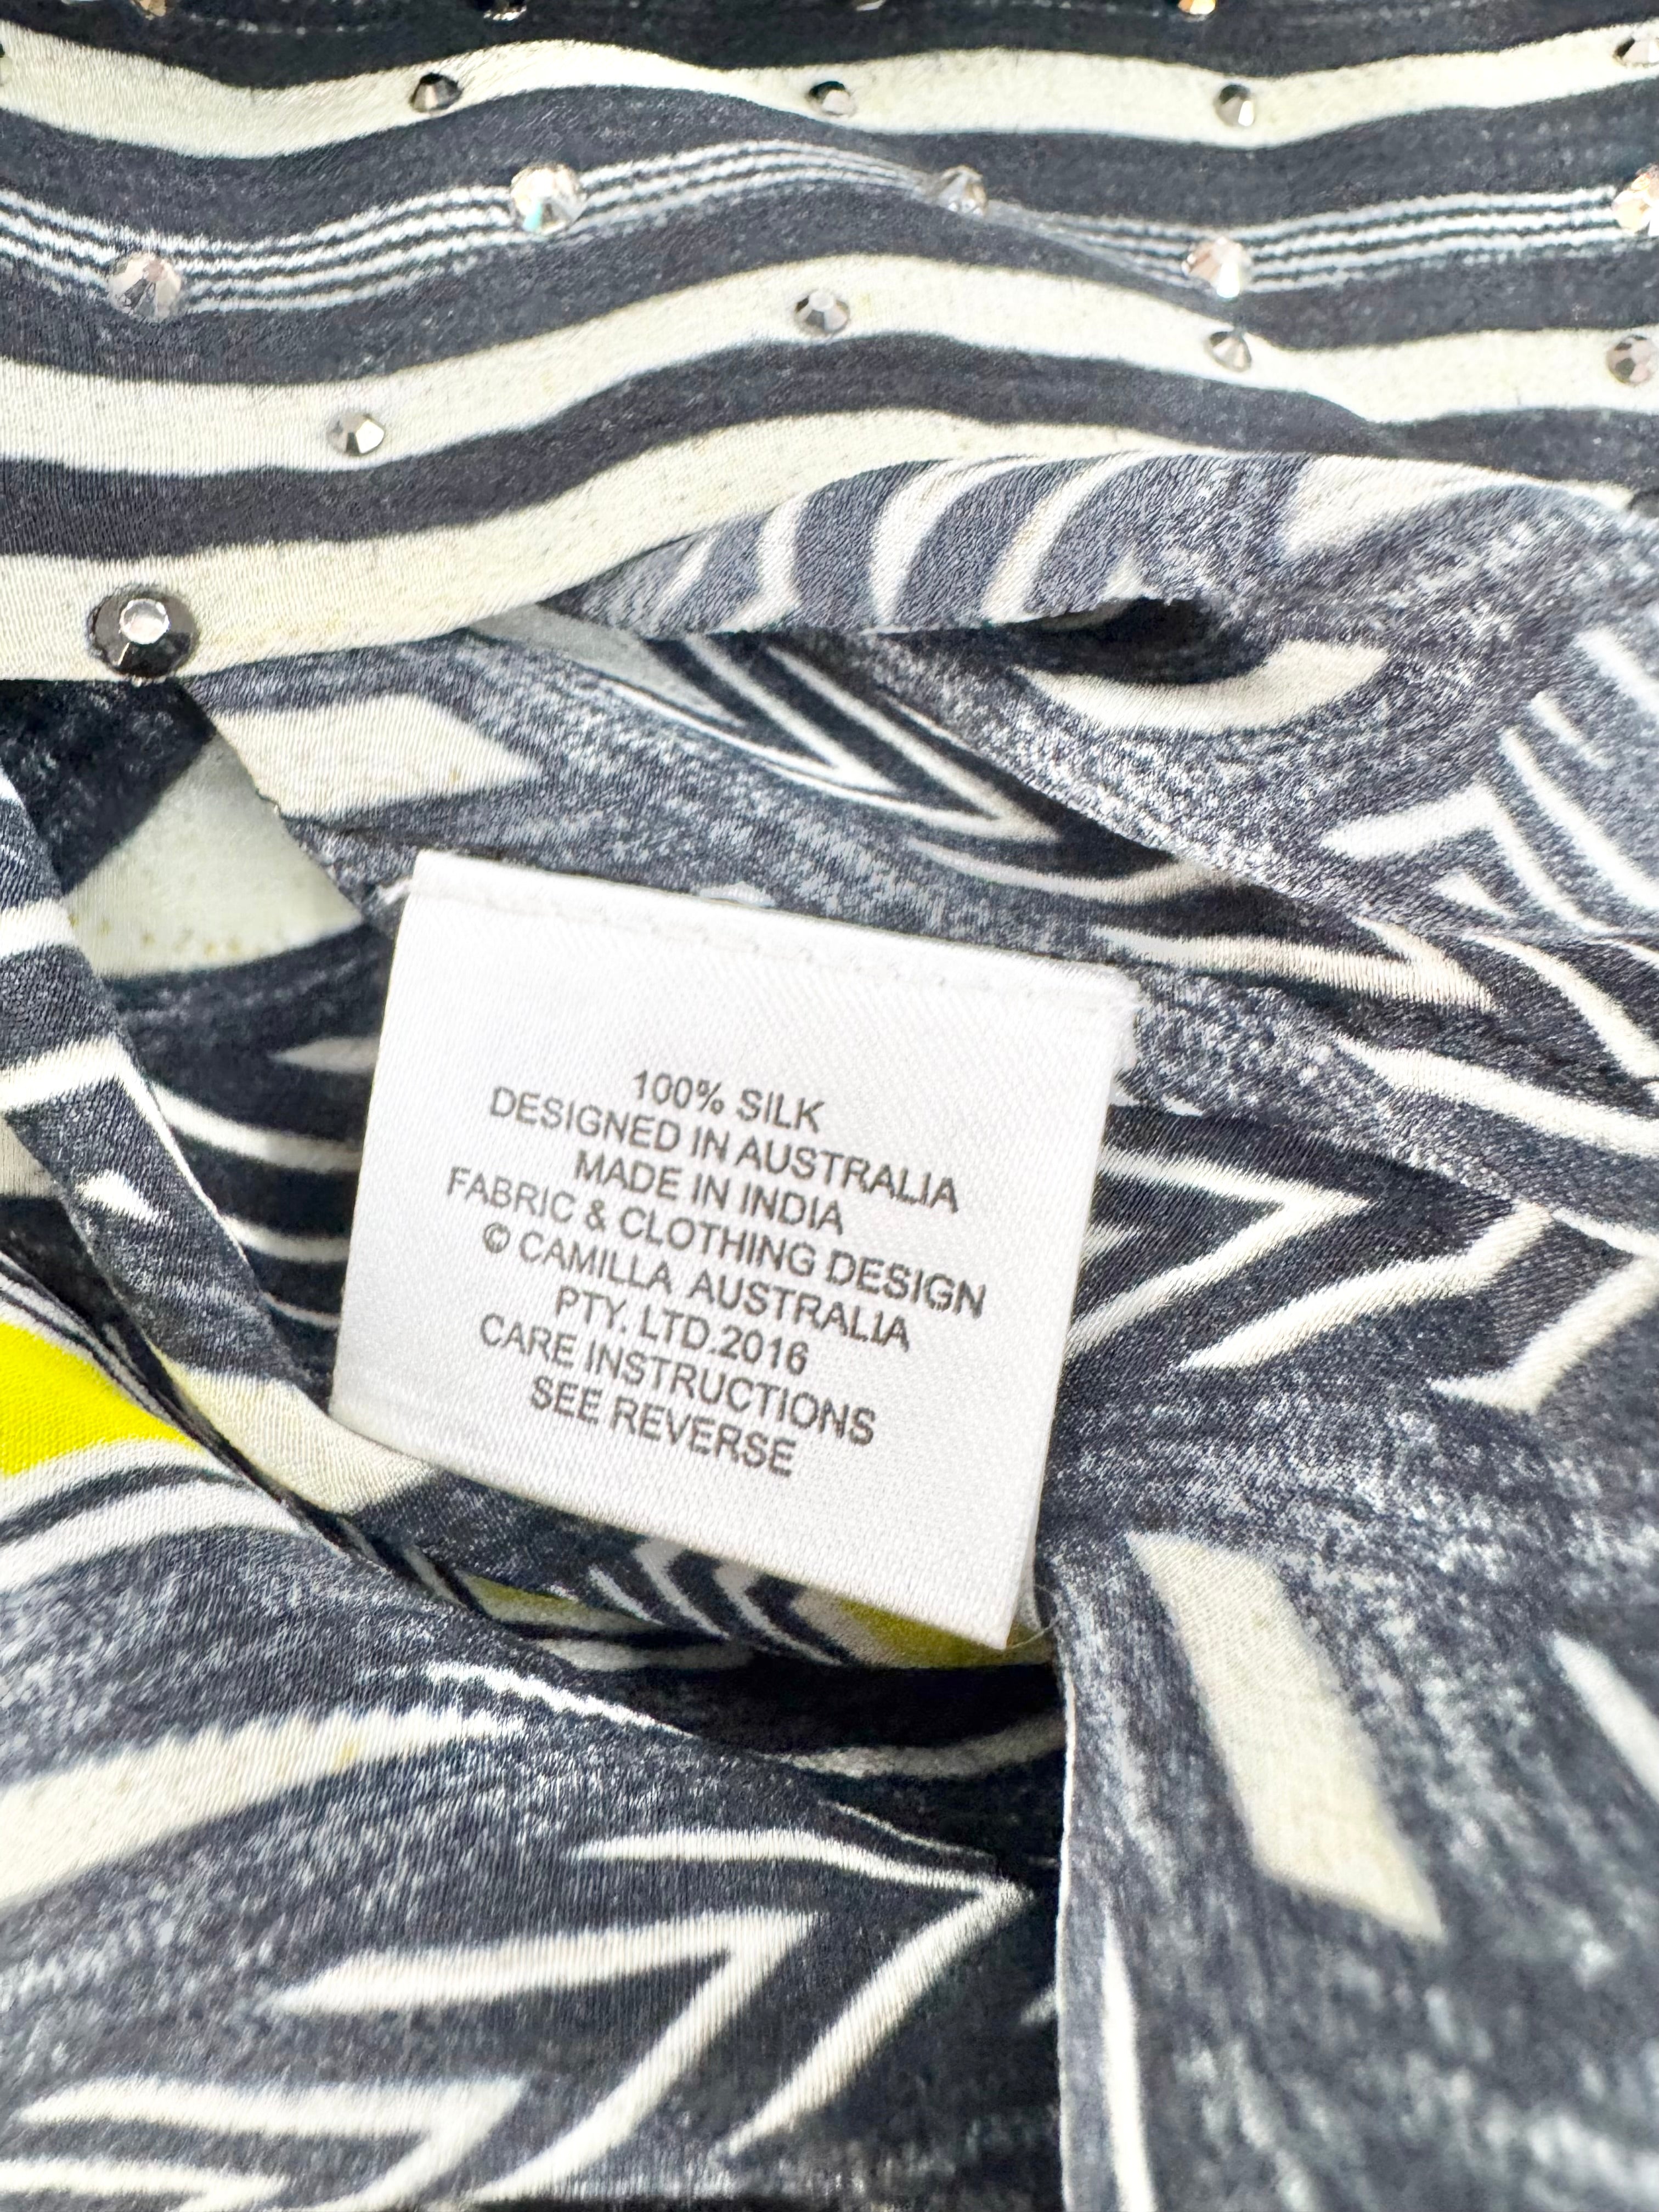 100% SILK
DESIGNED IN AUSTRALIA
MADE IN INDIA
FABRIC & CLOTHING DESIGN
© CAMILLA AUSTRALIA
PTY. LTD.2016
CARE INSTRUCTIONS
SEE REVERSE